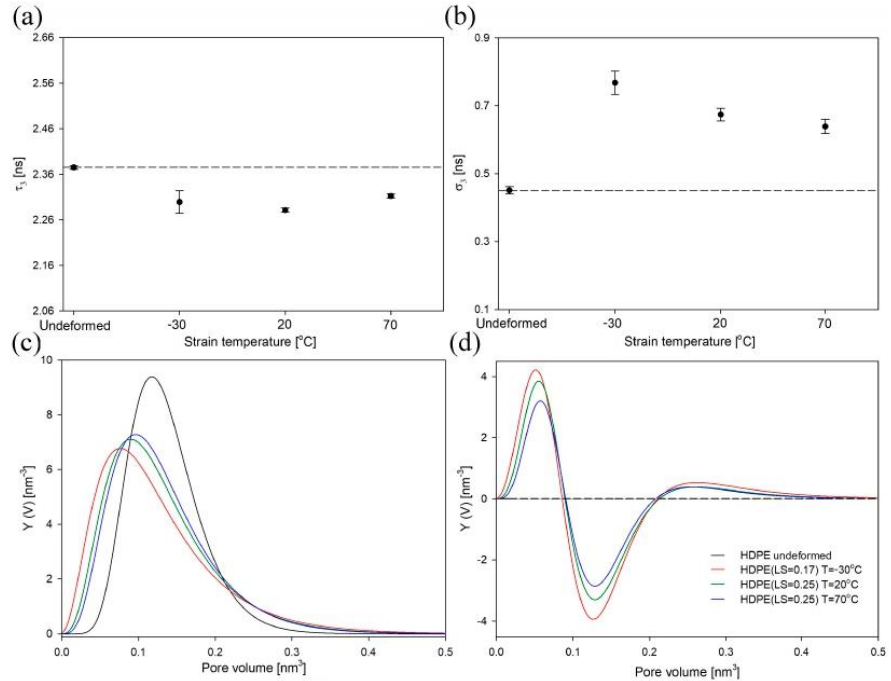 (a)
2.66
2.56
2.46
2.36
2.26
2.16
2.06
τ3 [ns]
Undeformed -30 20 70
Strain temperature [°C]
(b)
0.9
0.7
0.5
0.3
0.1
σ3 [ns]
Undeformed -30 20 70
Strain temperature [°C]
(c)
10
8
6
4
2
0
Y (V) [nm-3]
0.0 0.1 0.2 0.3 0.4 0.5
Pore volume [nm3]
(d)
4
2
0
-2
-4
Y (V) [nm-3]
HDPE undeformed
HDPE(LS=0.17) T=-30°C
HDPE(LS=0.25) T=20°C
HDPE(LS=0.25) T=70°C
0.0 0.1 0.2 0.3 0.4 0.5
Pore volume [nm3]